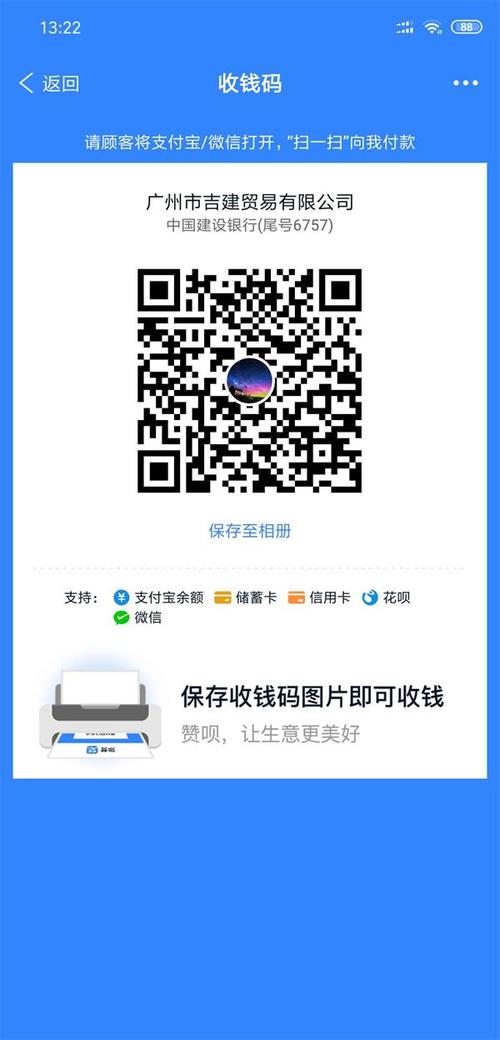 13:22
88
返回
收钱码
请顾客将支付宝/微信打开，“扫一扫”向我付款
广州市吉建贸易有限公司
中国建设银行(尾号6757)
保存至相册
支持： 支付宝余额 储蓄卡 信用卡 花呗
微信
保存收钱码图片即可收钱
赞呗，让生意更美好